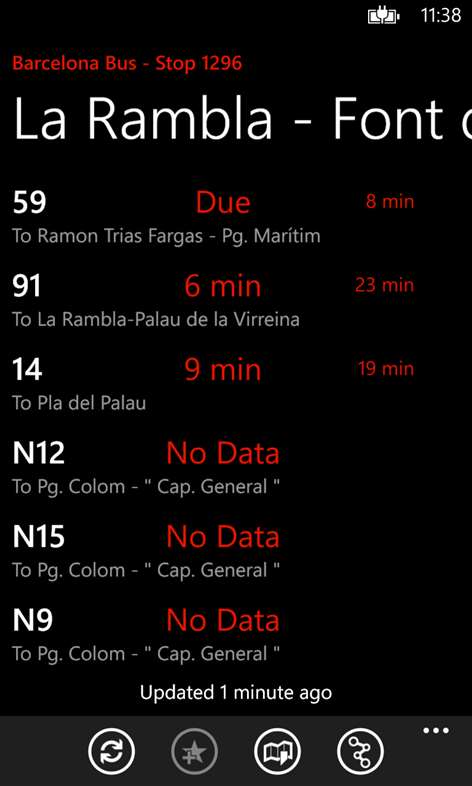 11:38
Barcelona Bus - Stop 1296
La Rambla - Font
59 Due 8 min
To Ramon Trias Fargas - Pg. Marítim
91 6 min 23 min
To La Rambla-Palau de la Virreina
14 9 min 19 min
To Pla del Palau
N12 No Data
To Pg. Colom - " Cap. General "
N15 No Data
To Pg. Colom - " Cap. General "
N9 No Data
To Pg. Colom - " Cap. General "
Updated 1 minute ago